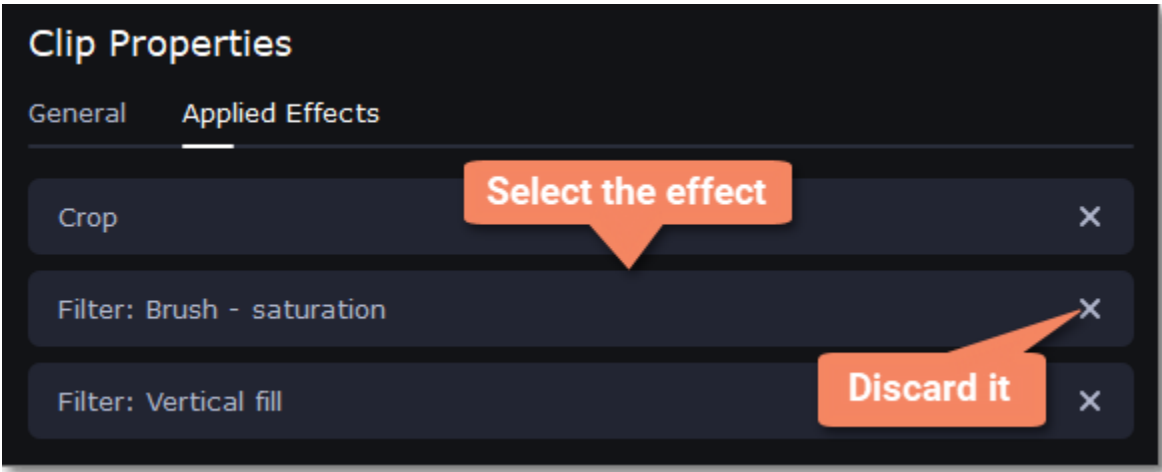 Clip Properties
General Applied Effects
Select the effect
Crop
Filter: Brush - saturation
Discard it
Filter: Vertical fill